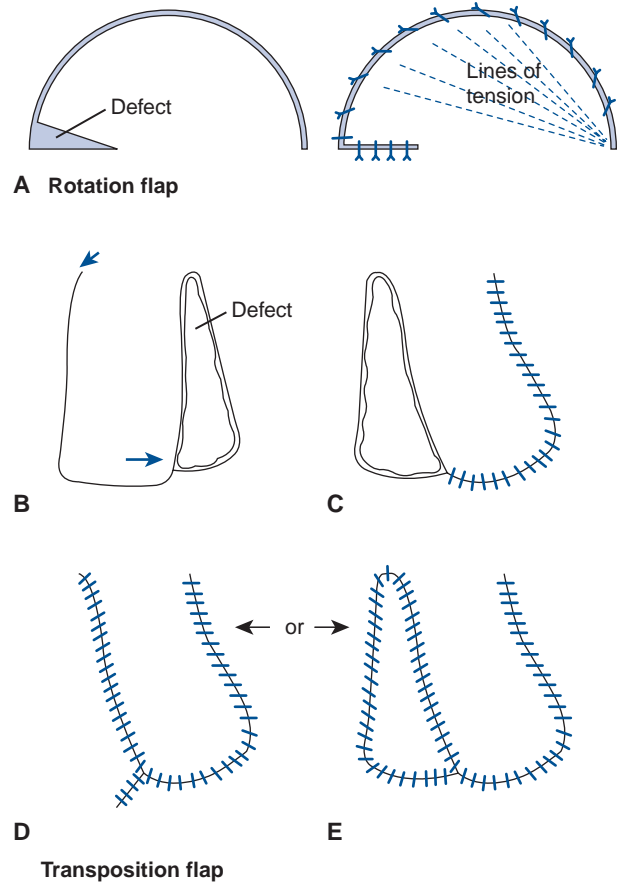 Defect
Lines of
tension
A Rotation flap
Defect
B
C
or
D
E
Transposition flap